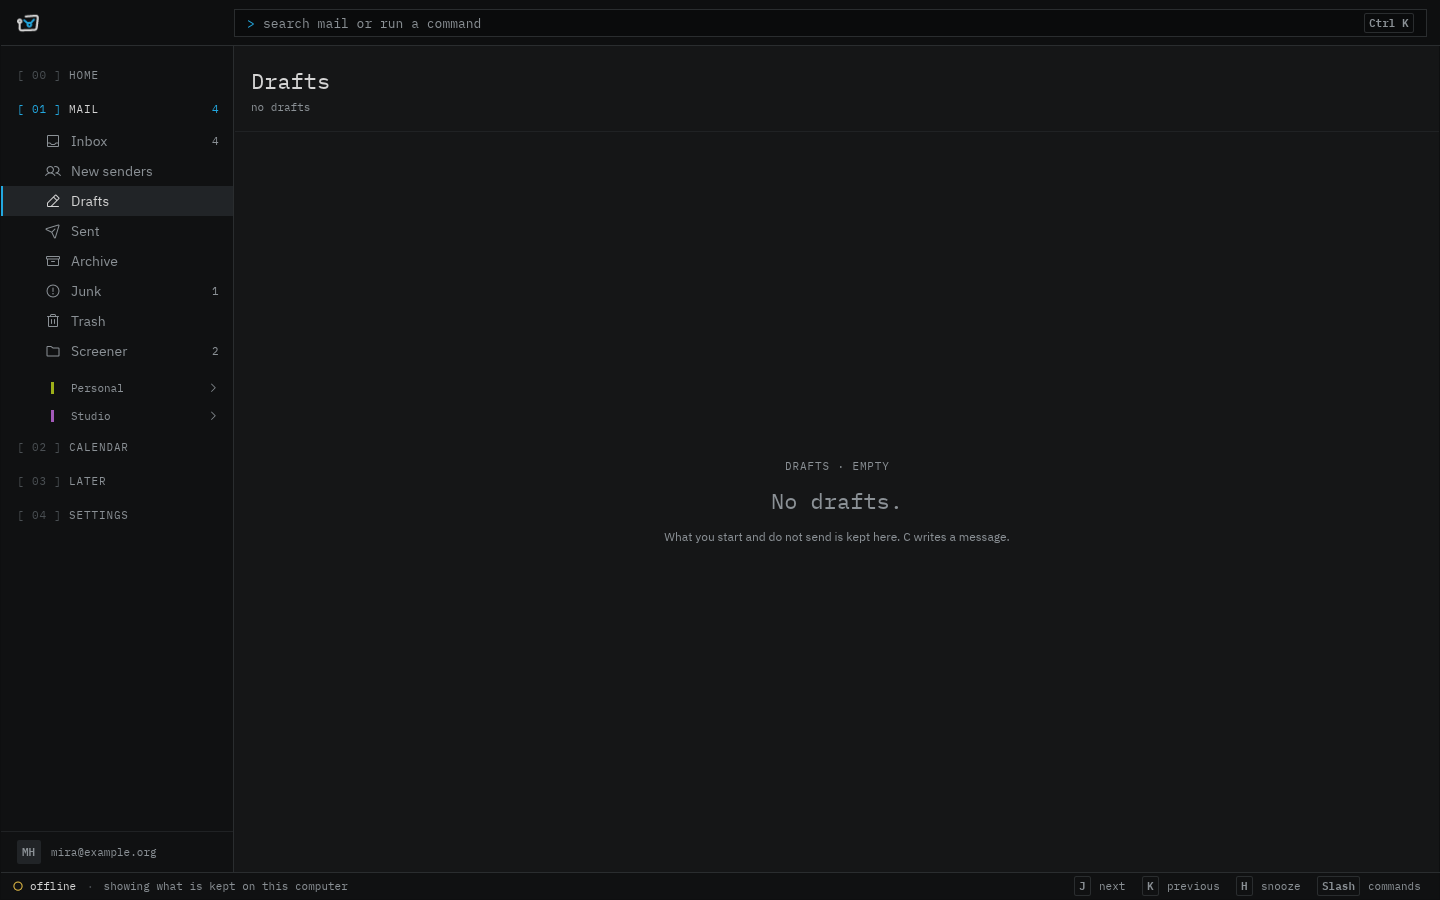 > search mail or run a command Ctrl K
[ 00 ] HOME
[ 01 ] MAIL 4
Inbox 4
New senders
Drafts
Sent
Archive
Junk 1
Trash
Screener 2
Personal
Studio
[ 02 ] CALENDAR
[ 03 ] LATER
[ 04 ] SETTINGS
MH mira@example.org
Drafts
no drafts
DRAFTS · EMPTY
No drafts.
What you start and do not send is kept here. C writes a message.
offline · showing what is kept on this computer
J next K previous H snooze Slash commands